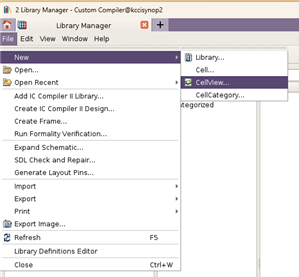 2 Library Manager - Custom Compiler@kccisynop2
Library Manager
File Edit View Window Help
New
Library...
Open...
Cell...
Open Recent
CellView...
CellCategory...
Add IC Compiler II Library...
egorized
Create IC Compiler II Design...
Create Frame...
Run Formality Verification...
Expand Schematic...
SDL Check and Repair...
Generate Layout Pins...
Import
Export
Print
Export Image...
Refresh F5
Library Definitions Editor
Close Ctrl+W